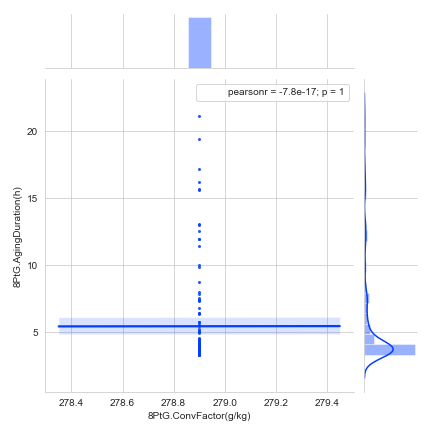 pearsonr = -7.8e-17; p = 1
20
15
10
5
8PtG.AgingDuration(h)
278.4 278.6 278.8 279.0 279.2 279.4
8PtG.ConvFactor(g/kg)